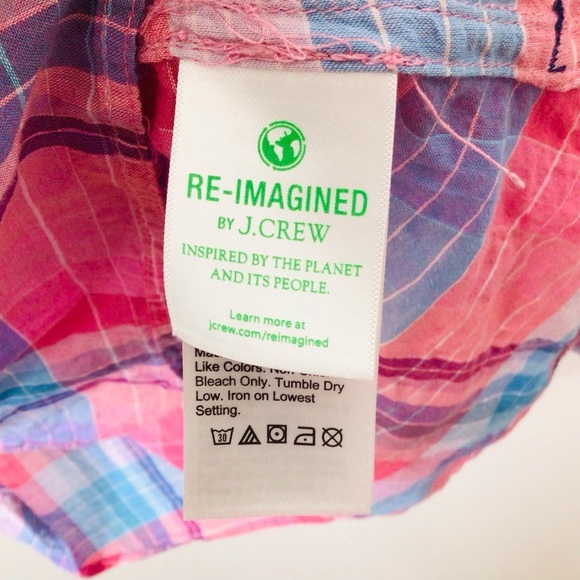 RE-IMAGINED
BY J.CREW
INSPIRED BY THE PLANET
AND ITS PEOPLE.
Learn more at
jcrew.com/reimagined
Like Colors.
Bleach Only. Tumble Dry
Low. Iron on Lowest
Setting.
30